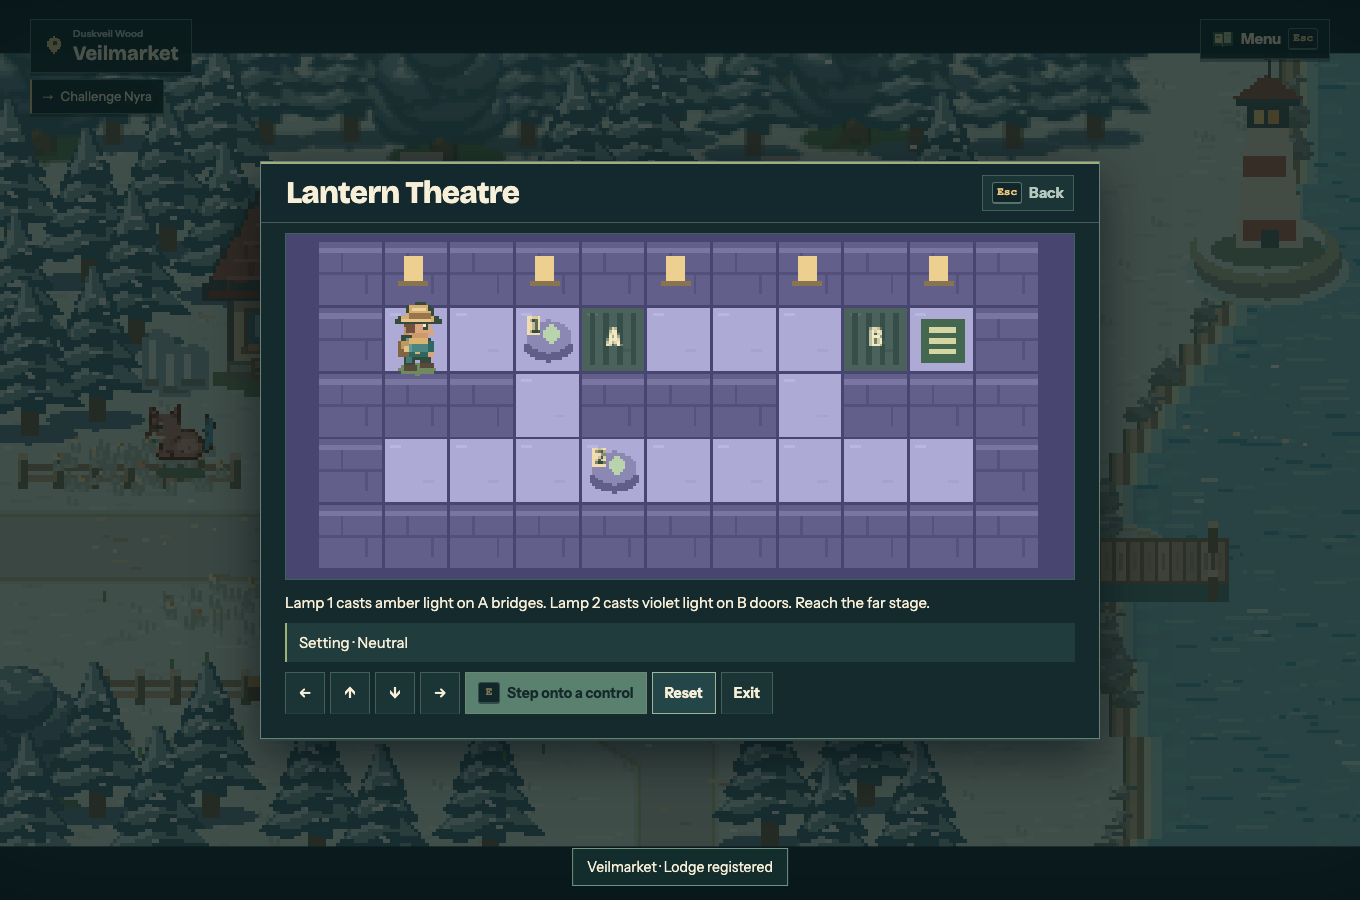 Duskveil Wood
Veilmarket
→ Challenge Nyra
Menu Esc
Lantern Theatre
Esc Back
1
A
B
2
Lamp 1 casts amber light on A bridges. Lamp 2 casts violet light on B doors. Reach the far stage.
Setting · Neutral
← ↑ ↓ → E Step onto a control Reset Exit
Veilmarket · Lodge registered